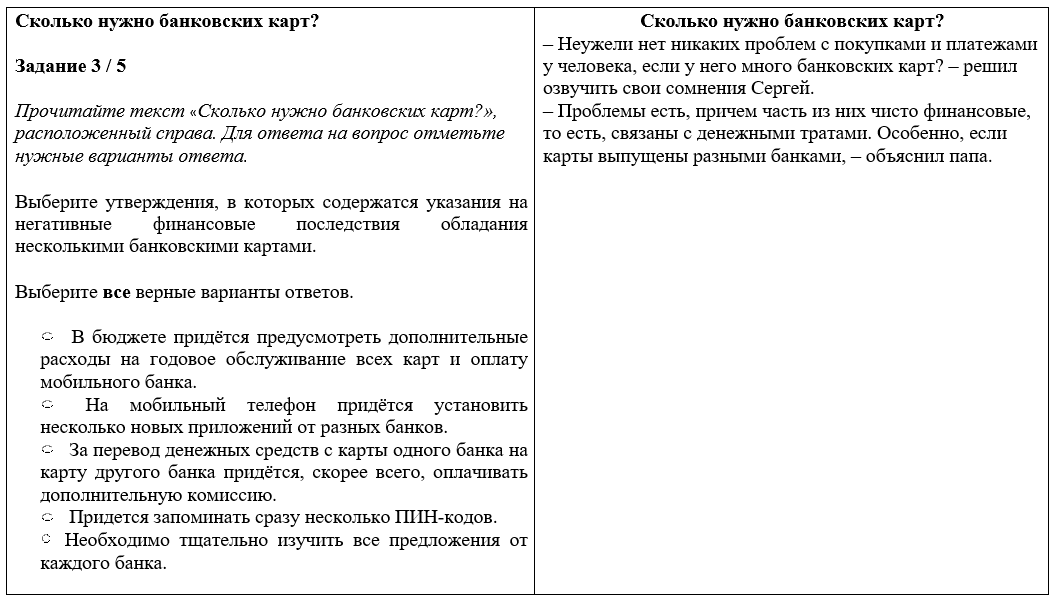 Сколько нужно банковских карт?
Задание 3 / 5
Прочитайте текст «Сколько нужно банковских карт?»,
расположенный справа. Для ответа на вопрос отметьте
нужные варианты ответа.
Выберите утверждения, в которых содержатся указания на
негативные финансовые последствия обладания
несколькими банковскими картами.
Выберите все верные варианты ответов.
В бюджете придётся предусмотреть дополнительные
расходы на годовое обслуживание всех карт и оплату
мобильного банка.
На мобильный телефон придётся установить
несколько новых приложений от разных банков.
За перевод денежных средств с карты одного банка на
карту другого банка придётся, скорее всего, оплачивать
дополнительную комиссию.
Придется запоминать сразу несколько ПИН-кодов.
Необходимо тщательно изучить все предложения от
каждого банка.
Сколько нужно банковских карт?
– Неужели нет никаких проблем с покупками и платежами
у человека, если у него много банковских карт? – решил
озвучить свои сомнения Сергей.
– Проблемы есть, причем часть из них чисто финансовые,
то есть, связаны с денежными тратами. Особенно, если
карты выпущены разными банками, – объяснил папа.